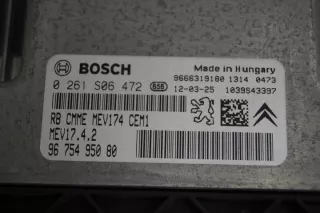 BOSCH
Made in Hungary
9666319180 1314 0473
0 261 S06 472 658 12-03-25 1039S43397
RB CMME MEV174 CEM1
MEV17.4.2
96 754 950 80